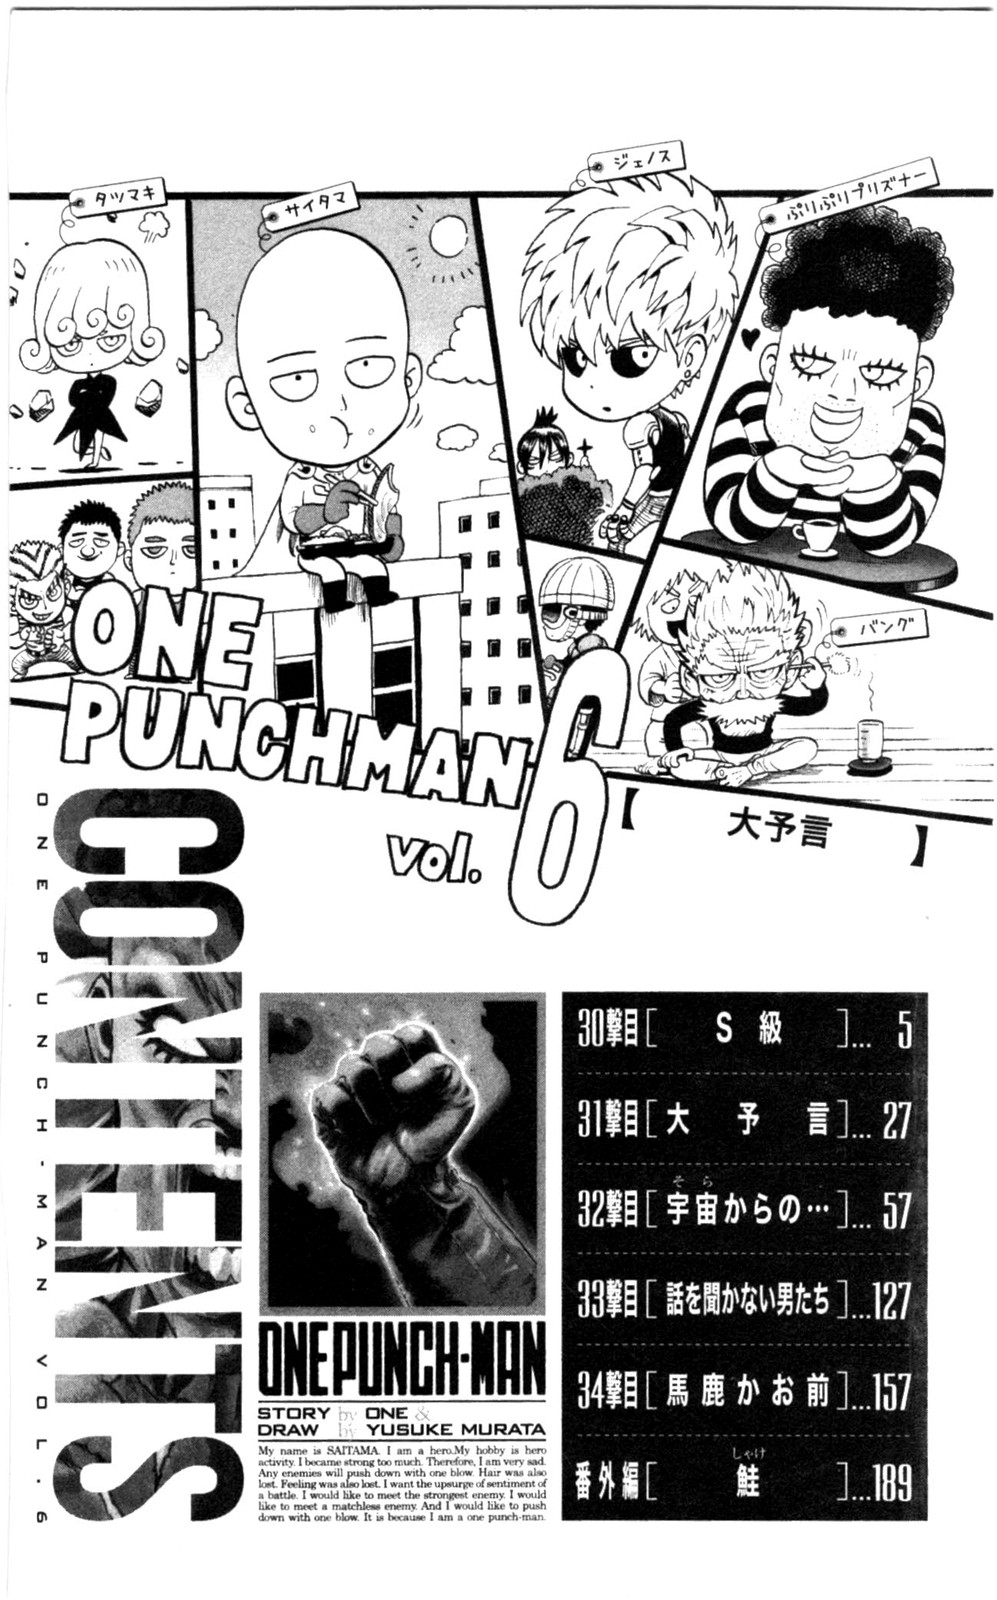 タツマキ
サイタマ
ジェノス
ぷりぷりプリズナー
バング
ONE
PUNCHMAN
vol. 6
【 大予言 】
CONTENTS
ONE PUNCH-MAN VOL.6
30撃目[ S級 ]... 5
31撃目[ 大予言 ]... 27
そら
32撃目[ 宇宙からの… ]... 57
33撃目[ 話を聞かない男たち ]...127
34撃目[ 馬鹿かお前 ]...157
しゃけ
番外編[ 鮭 ]...189
ONE PUNCH-MAN
STORY by ONE &
DRAW by YUSUKE MURATA
My name is SAITAMA. I am a hero.My hobby is hero
activity. I became strong too much. Therefore, I am very sad.
Any enemies will push down with one blow. Hair was also
lost. Feeling was also lost. I want the upsurge of sentiment of
a battle. I would like to meet the strongest enemy. I would
like to meet a matchless enemy. And I would like to push
down with one blow. It is because I am a one punch-man.